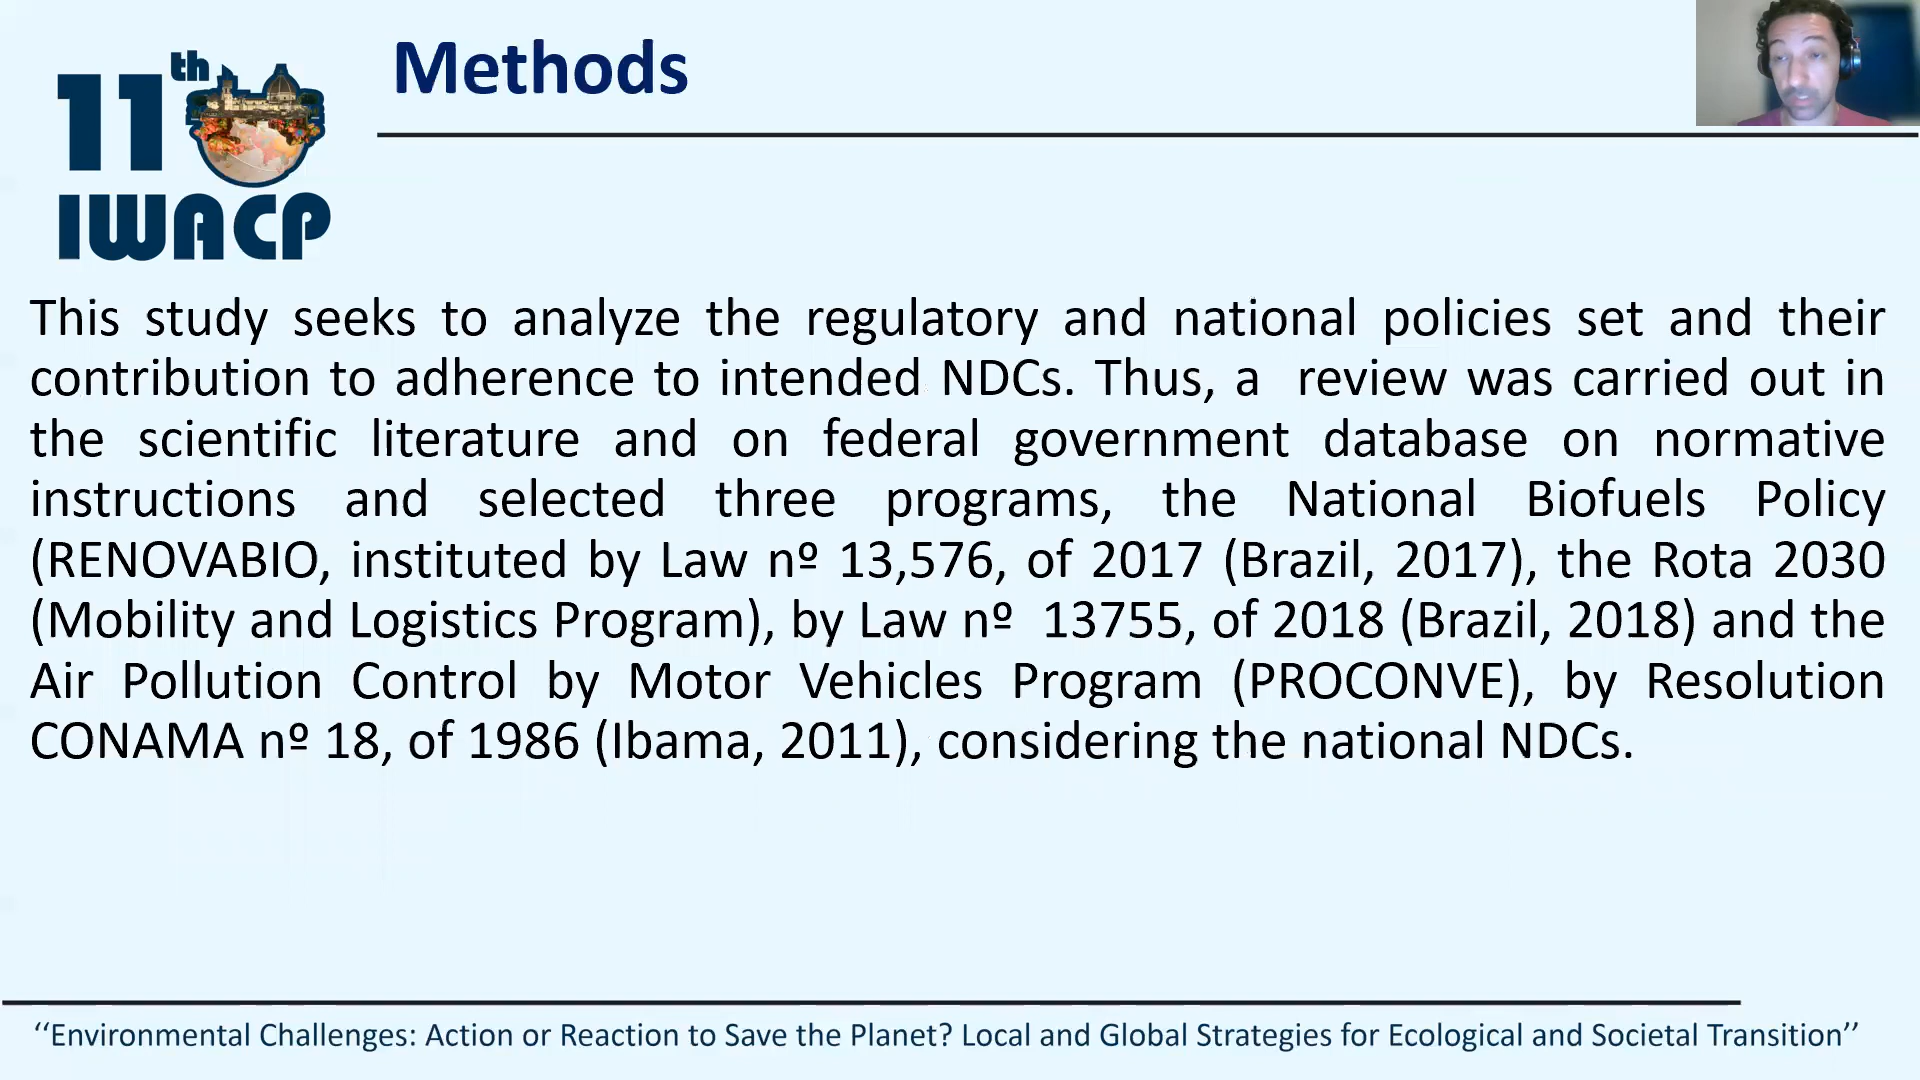 11th
IWACP
Methods
This study seeks to analyze the regulatory and national policies set and their
contribution to adherence to intended NDCs. Thus, a review was carried out in
the scientific literature and on federal government database on normative
instructions and selected three programs, the National Biofuels Policy
(RENOVABIO, instituted by Law nº 13,576, of 2017 (Brazil, 2017), the Rota 2030
(Mobility and Logistics Program), by Law nº 13755, of 2018 (Brazil, 2018) and the
Air Pollution Control by Motor Vehicles Program (PROCONVE), by Resolution
CONAMA nº 18, of 1986 (Ibama, 2011), considering the national NDCs.
‘‘Environmental Challenges: Action or Reaction to Save the Planet? Local and Global Strategies for Ecological and Societal Transition’’